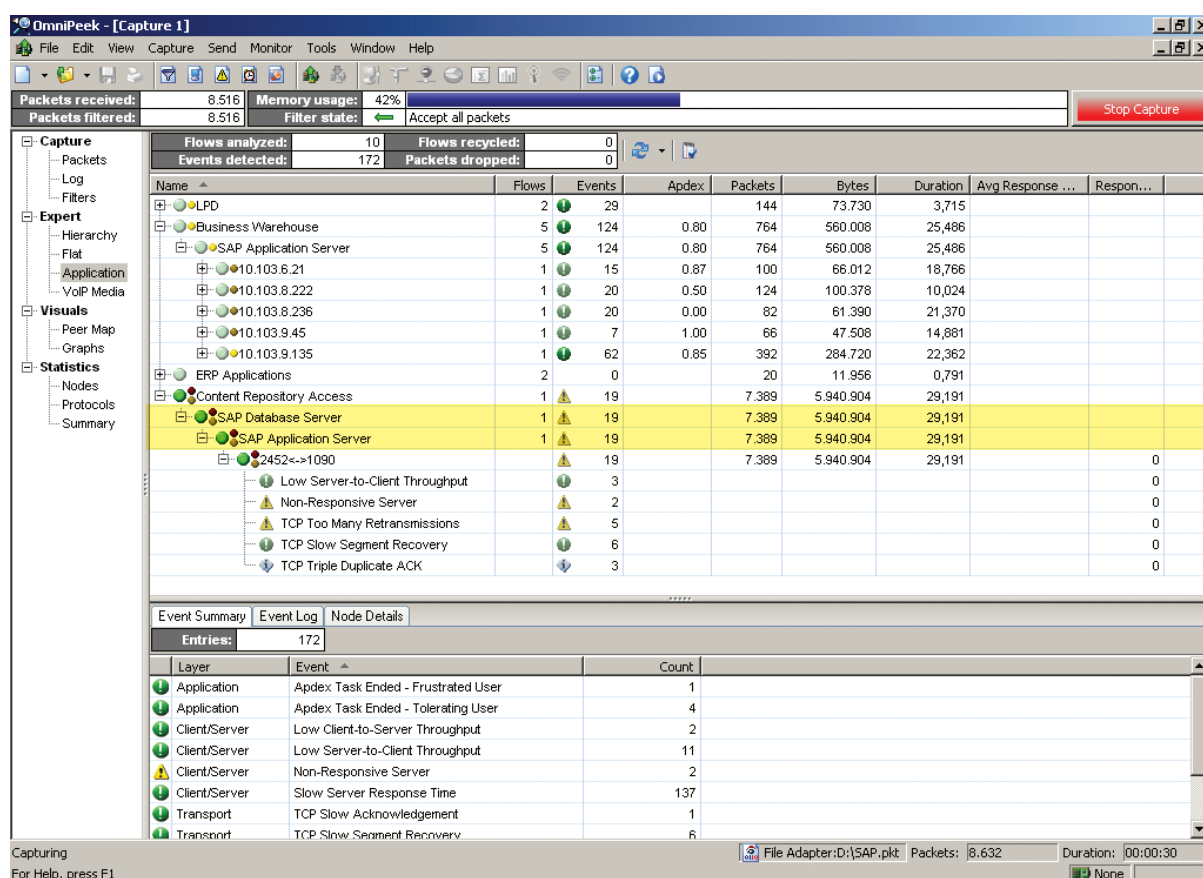 OmniPeek - [Capture 1]
File Edit View Capture Send Monitor Tools Window Help
Packets received: 8.516 Memory usage: 42%
Packets filtered: 8.516 Filter state: Accept all packets
Stop Capture
Capture
Packets
Log
Filters
Expert
Hierarchy
Flat
Application
VoIP Media
Visuals
Peer Map
Graphs
Statistics
Nodes
Protocols
Summary
Flows analyzed: 10 Flows recycled: 0
Events detected: 172 Packets dropped: 0
Name Flows Events Apdex Packets Bytes Duration Avg Response ... Respon...
LPD 2 29 144 73.730 3,715
Business Warehouse 5 124 0.80 764 560.008 25,486
SAP Application Server 5 124 0.80 764 560.008 25,486
10.103.6.21 1 15 0.87 100 66.012 18,766
10.103.8.222 1 20 0.50 124 100.378 10,024
10.103.8.236 1 20 0.00 82 61.390 21,370
10.103.9.45 1 7 1.00 66 47.508 14,881
10.103.9.135 1 62 0.85 392 284.720 22,362
ERP Applications 2 0 20 11.956 0,791
Content Repository Access 1 19 7.389 5.940.904 29,191
SAP Database Server 1 19 7.389 5.940.904 29,191
SAP Application Server 1 19 7.389 5.940.904 29,191
2452<->1090 19 7.389 5.940.904 29,191 0
Low Server-to-Client Throughput 3 0
Non-Responsive Server 2 0
TCP Too Many Retransmissions 5 0
TCP Slow Segment Recovery 6 0
TCP Triple Duplicate ACK 3 0
Event Summary Event Log Node Details
Entries: 172
Layer Event Count
Application Apdex Task Ended - Frustrated User 1
Application Apdex Task Ended - Tolerating User 4
Client/Server Low Client-to-Server Throughput 2
Client/Server Low Server-to-Client Throughput 11
Client/Server Non-Responsive Server 2
Client/Server Slow Server Response Time 137
Transport TCP Slow Acknowledgement 1
Transport TCP Slow Segment Recovery 6
Capturing File Adapter:D:\SAP.pkt Packets: 8.632 Duration: 00:00:30
For Help, press F1 None